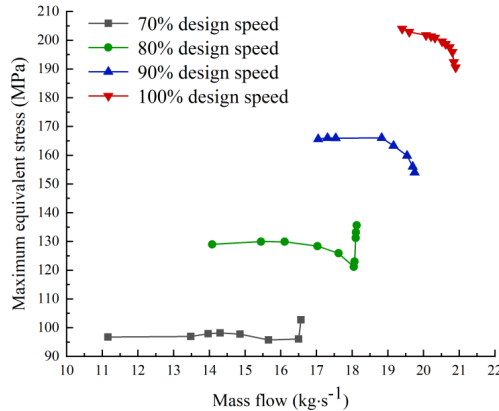 70% design speed
80% design speed
90% design speed
100% design speed
Maximum equivalent stress (MPa)
210
200
190
180
170
160
150
140
130
120
110
100
90
10 11 12 13 14 15 16 17 18 19 20 21 22
Mass flow (kg·s⁻¹)